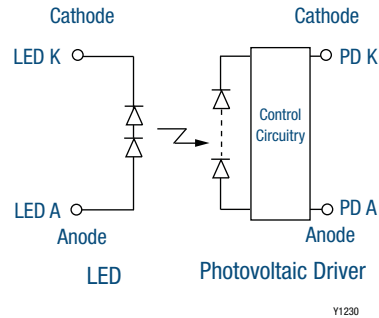 Cathode
Cathode
LED K
PD K
Control
Circuitry
LED A
PD A
Anode
Anode
LED
Photovoltaic Driver
Y1230